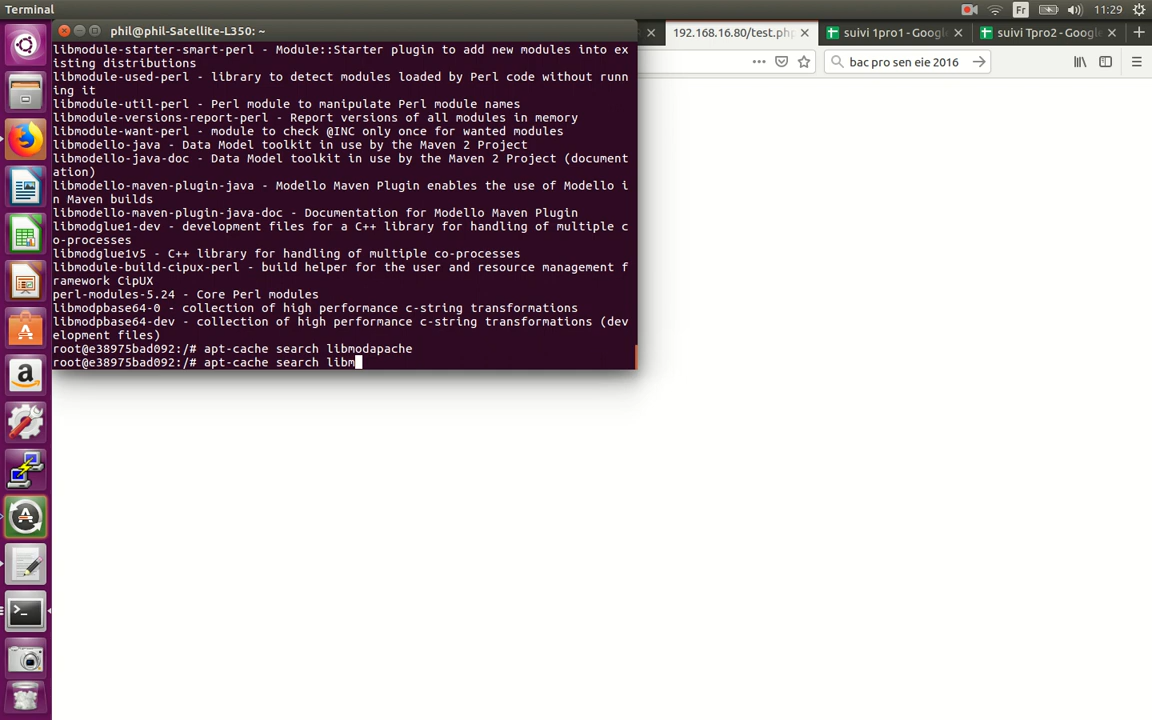 Terminal
Fr
11:29
phil@phil-Satellite-L350: ~
192.168.16.80/test.php
suivi 1pro1 - Google
suivi Tpro2 - Google
bac pro sen eie 2016
libmodule-starter-smart-perl - Module::Starter plugin to add new modules into ex
isting distributions
libmodule-used-perl - library to detect modules loaded by Perl code without runn
ing it
libmodule-util-perl - Perl module to manipulate Perl module names
libmodule-versions-report-perl - Report versions of all modules in memory
libmodule-want-perl - module to check @INC only once for wanted modules
libmodello-java - Data Model toolkit in use by the Maven 2 Project
libmodello-java-doc - Data Model toolkit in use by the Maven 2 Project (document
ation)
libmodello-maven-plugin-java - Modello Maven Plugin enables the use of Modello i
n Maven builds
libmodello-maven-plugin-java-doc - Documentation for Modello Maven Plugin
libmodglue1-dev - development files for a C++ library for handling of multiple c
o-processes
libmodglue1v5 - C++ library for handling of multiple co-processes
libmodule-build-cipux-perl - build helper for the user and resource management f
ramework CipUX
perl-modules-5.24 - Core Perl modules
libmodpbase64-0 - collection of high performance c-string transformations
libmodpbase64-dev - collection of high performance c-string transformations (dev
elopment files)
root@e38975bad092:/# apt-cache search libmodapache
root@e38975bad092:/# apt-cache search libm